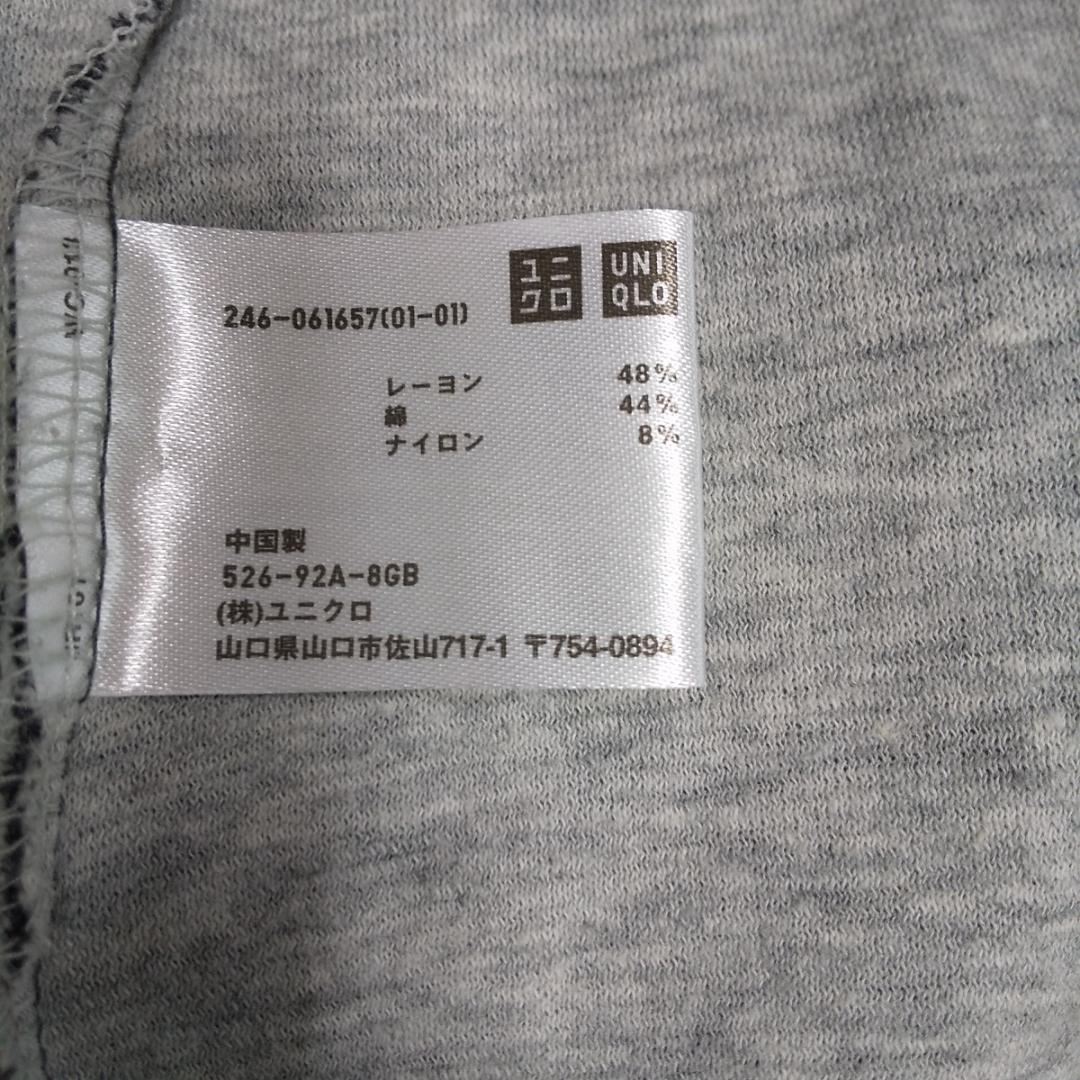 ユニ
クロ
UNI
QLO
246-061657(01-01)
レーヨン 48%
綿 44%
ナイロン 8%
中国製
526-92A-8GB
(株)ユニクロ
山口県山口市佐山717-1 〒754-0894